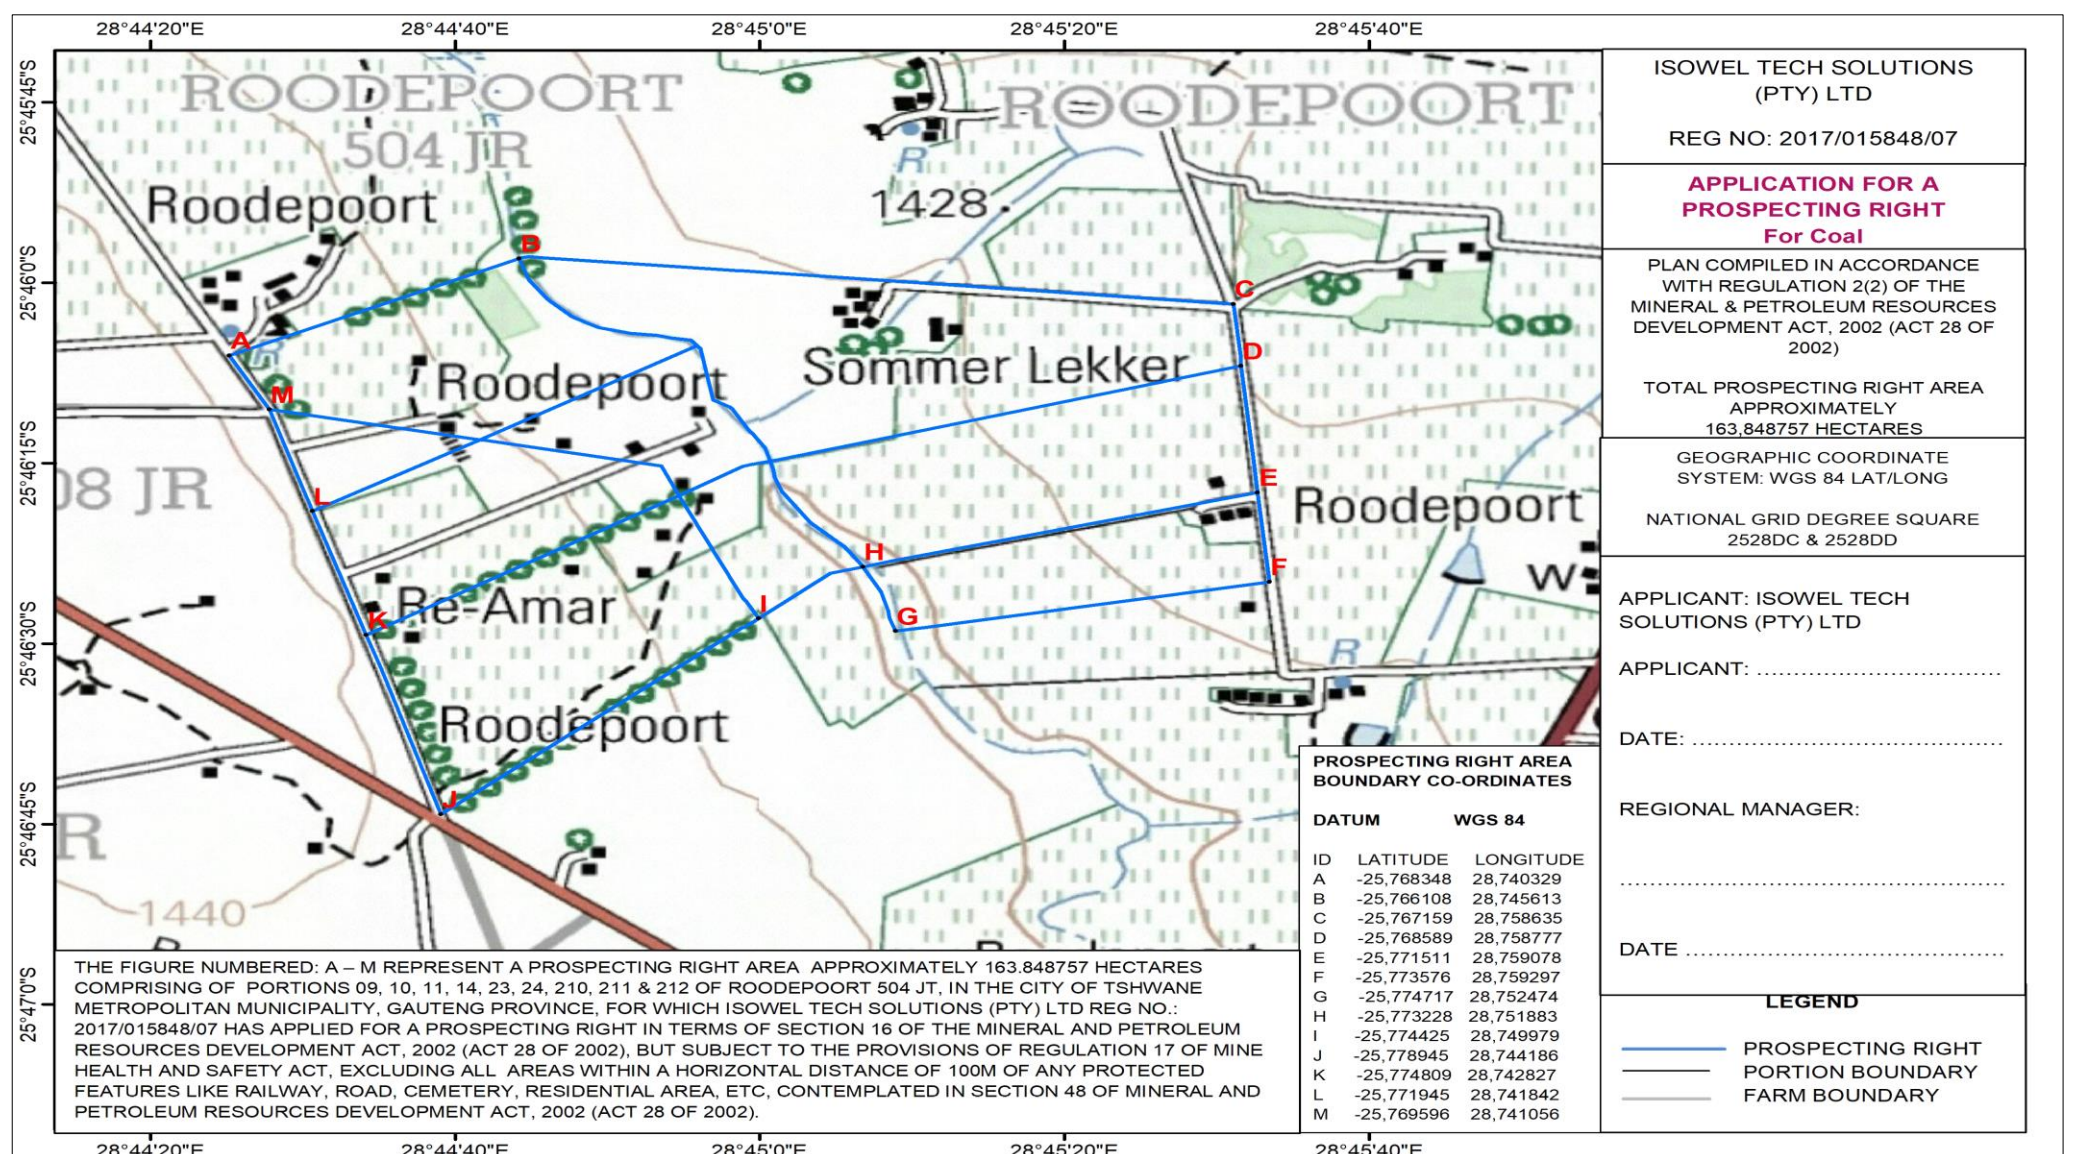 28°44'20"E 28°44'40"E 28°45'0"E 28°45'20"E 28°45'40"E
25°45'45"S
25°46'0"S
25°46'15"S
25°46'30"S
25°46'45"S
25°47'0"S
ROODEPOORT
504 JR
ROODEPOORT
Roodepoort
R
1428
B
C
A
D
M
Roodepoort
Sommer Lekker
08 JR
L
E
Roodepoort
H
F
W
K
Re-Amar
I
G
R
Roodepoort
J
R
1440
ISOWEL TECH SOLUTIONS
(PTY) LTD
REG NO: 2017/015848/07
APPLICATION FOR A
PROSPECTING RIGHT
For Coal
PLAN COMPILED IN ACCORDANCE
WITH REGULATION 2(2) OF THE
MINERAL & PETROLEUM RESOURCES
DEVELOPMENT ACT, 2002 (ACT 28 OF
2002)
TOTAL PROSPECTING RIGHT AREA
APPROXIMATELY
163,848757 HECTARES
GEOGRAPHIC COORDINATE
SYSTEM: WGS 84 LAT/LONG
NATIONAL GRID DEGREE SQUARE
2528DC & 2528DD
APPLICANT: ISOWEL TECH
SOLUTIONS (PTY) LTD
APPLICANT: .................................
DATE: ..........................................
REGIONAL MANAGER:
....................................................
DATE ...........................................
LEGEND
PROSPECTING RIGHT
PORTION BOUNDARY
FARM BOUNDARY
PROSPECTING RIGHT AREA
BOUNDARY CO-ORDINATES
DATUM WGS 84
ID LATITUDE LONGITUDE
A -25,768348 28,740329
B -25,766108 28,745613
C -25,767159 28,758635
D -25,768589 28,758777
E -25,771511 28,759078
F -25,773576 28,759297
G -25,774717 28,752474
H -25,773228 28,751883
I -25,774425 28,749979
J -25,778945 28,744186
K -25,774809 28,742827
L -25,771945 28,741842
M -25,769596 28,741056
THE FIGURE NUMBERED: A – M REPRESENT A PROSPECTING RIGHT AREA APPROXIMATELY 163.848757 HECTARES
COMPRISING OF PORTIONS 09, 10, 11, 14, 23, 24, 210, 211 & 212 OF ROODEPOORT 504 JT, IN THE CITY OF TSHWANE
METROPOLITAN MUNICIPALITY, GAUTENG PROVINCE, FOR WHICH ISOWEL TECH SOLUTIONS (PTY) LTD REG NO.:
2017/015848/07 HAS APPLIED FOR A PROSPECTING RIGHT IN TERMS OF SECTION 16 OF THE MINERAL AND PETROLEUM
RESOURCES DEVELOPMENT ACT, 2002 (ACT 28 OF 2002), BUT SUBJECT TO THE PROVISIONS OF REGULATION 17 OF MINE
HEALTH AND SAFETY ACT, EXCLUDING ALL AREAS WITHIN A HORIZONTAL DISTANCE OF 100M OF ANY PROTECTED
FEATURES LIKE RAILWAY, ROAD, CEMETERY, RESIDENTIAL AREA, ETC, CONTEMPLATED IN SECTION 48 OF MINERAL AND
PETROLEUM RESOURCES DEVELOPMENT ACT, 2002 (ACT 28 OF 2002).
28°44'20"E 28°44'40"E 28°45'0"E 28°45'20"E 28°45'40"E